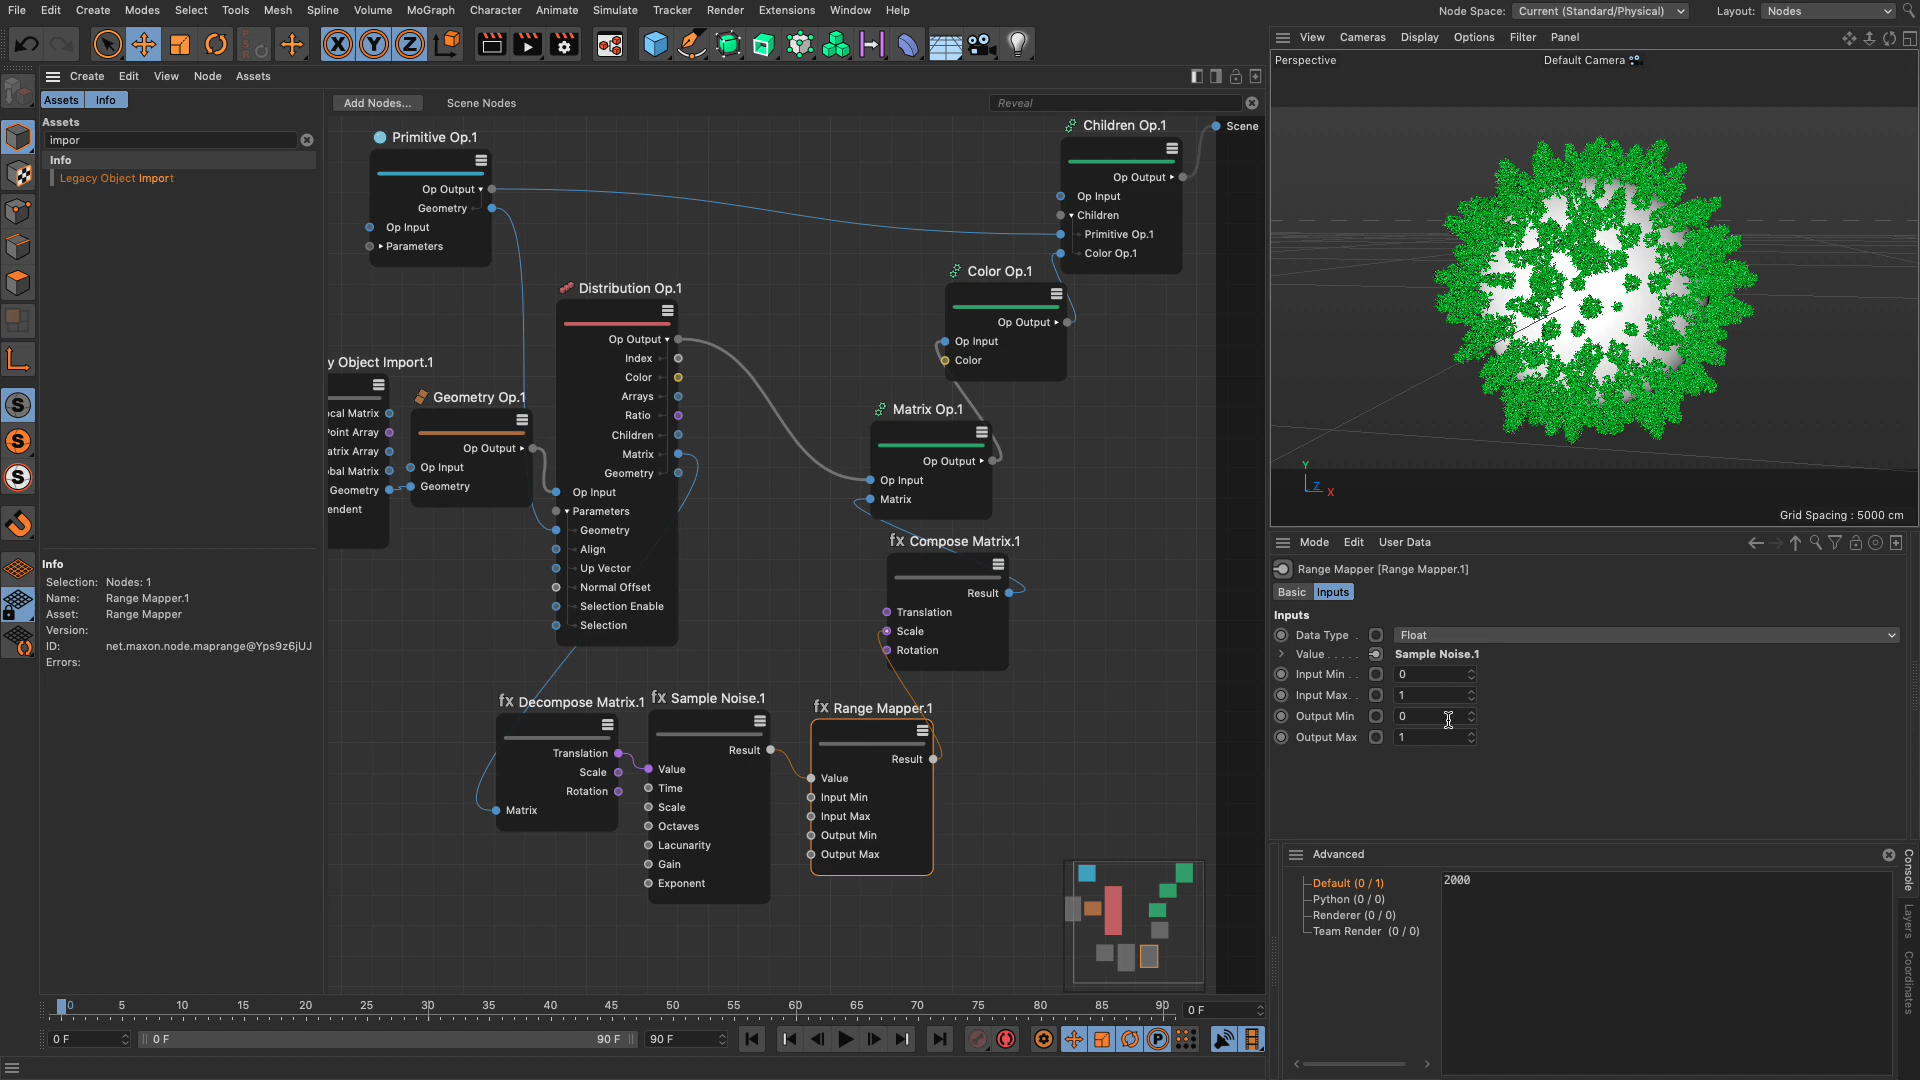 File Edit Create Modes Select Tools Mesh Spline Volume MoGraph Character Animate Simulate Tracker Render Extensions Window Help
Node Space: Current (Standard/Physical) Layout: Nodes
View Cameras Display Options Filter Panel
Perspective
Default Camera
Y
Z
X
Grid Spacing : 5000 cm
X Y Z
PSR
Create Edit View Node Assets
Assets Info
Assets
impor
Info
Legacy Object Import
Info
Selection: Nodes: 1
Name: Range Mapper.1
Asset: Range Mapper
Version:
ID: net.maxon.node.maprange@Yps9z6jUJ
Errors:
Add Nodes...
Scene Nodes
Reveal
Primitive Op.1
Op Output
Geometry
Op Input
Parameters
Children Op.1
Op Output
Op Input
Children
Primitive Op.1
Color Op.1
Scene
Distribution Op.1
Op Output
Index
Color
Arrays
Ratio
Children
Matrix
Geometry
Op Input
Parameters
Geometry
Align
Up Vector
Normal Offset
Selection Enable
Selection
Color Op.1
Op Output
Op Input
Color
y Object Import.1
cal Matrix
Point Array
atrix Array
bal Matrix
Geometry
endent
Geometry Op.1
Op Output
Op Input
Geometry
Matrix Op.1
Op Output
Op Input
Matrix
fx Compose Matrix.1
Result
Translation
Scale
Rotation
fx Decompose Matrix.1
Translation
Scale
Rotation
Matrix
fx Sample Noise.1
Result
Value
Time
Scale
Octaves
Lacunarity
Gain
Exponent
fx Range Mapper.1
Result
Value
Input Min
Input Max
Output Min
Output Max
Mode Edit User Data
Range Mapper [Range Mapper.1]
Basic Inputs
Inputs
Data Type . Float
Value . . . . . Sample Noise.1
Input Min . . 0
Input Max. . 1
Output Min 0
Output Max 1
Advanced
Default (0 / 1)
Python (0 / 0)
Renderer (0 / 0)
Team Render (0 / 0)
2000
Console
Layers
Coordinates
0 5 10 15 20 25 30 35 40 45 50 55 60 65 70 75 80 85 90
0 F
0 F 0 F 90 F 90 F
P
S
S
S